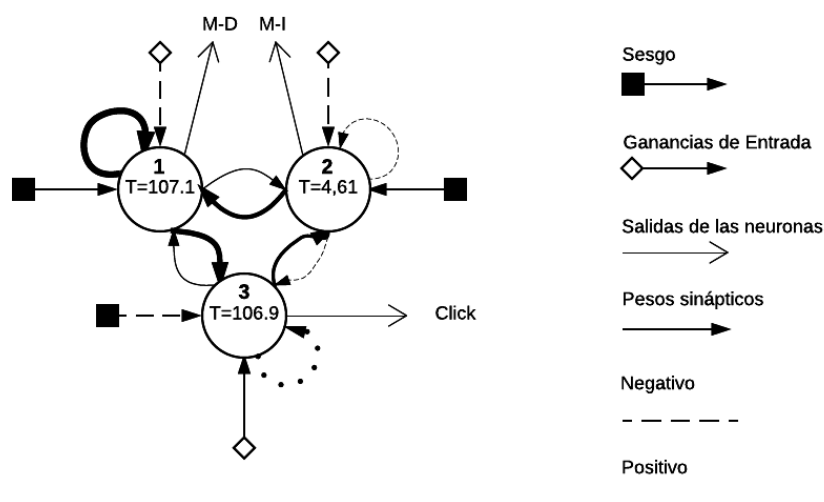 M-D M-I
1
T=107.1
2
T=4,61
3
T=106.9
Click
Sesgo
Ganancias de Entrada
Salidas de las neuronas
Pesos sinápticos
Negativo
Positivo